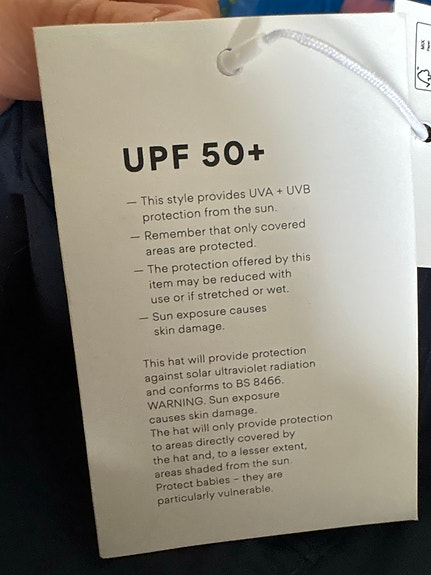 UPF 50+
— This style provides UVA + UVB
protection from the sun.
— Remember that only covered
areas are protected.
— The protection offered by this
item may be reduced with
use or if stretched or wet.
— Sun exposure causes
skin damage.
This hat will provide protection
against solar ultraviolet radiation
and conforms to BS 8466.
WARNING. Sun exposure
causes skin damage.
The hat will only provide protection
to areas directly covered by
the hat and, to a lesser extent,
areas shaded from the sun.
Protect babies – they are
particularly vulnerable.